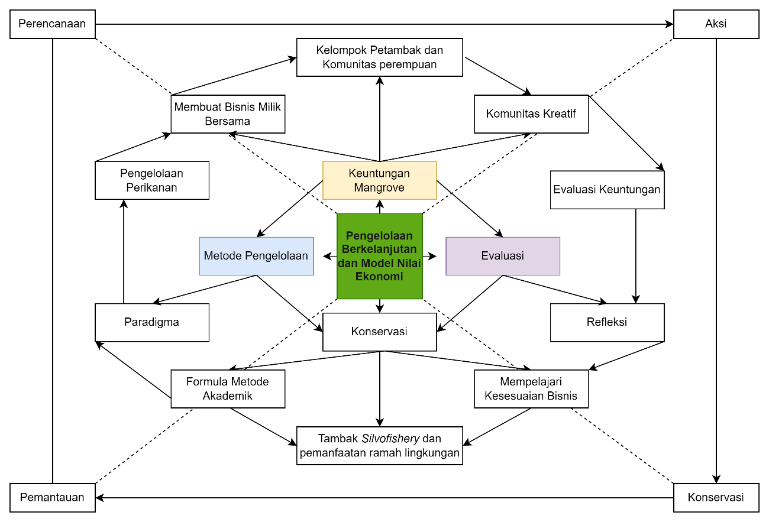 Perencanaan
Aksi
Kelompok Petambak dan
Komunitas perempuan
Membuat Bisnis Milik
Bersama
Komunitas Kreatif
Pengelolaan
Perikanan
Keuntungan
Mangrove
Evaluasi Keuntungan
Metode Pengelolaan
Pengelolaan
Berkelanjutan
dan Model Nilai
Ekonomi
Evaluasi
Paradigma
Konservasi
Refleksi
Formula Metode
Akademik
Mempelajari
Kesesuaian Bisnis
Tambak Silvofishery dan
pemanfaatan ramah lingkungan
Pemantauan
Konservasi